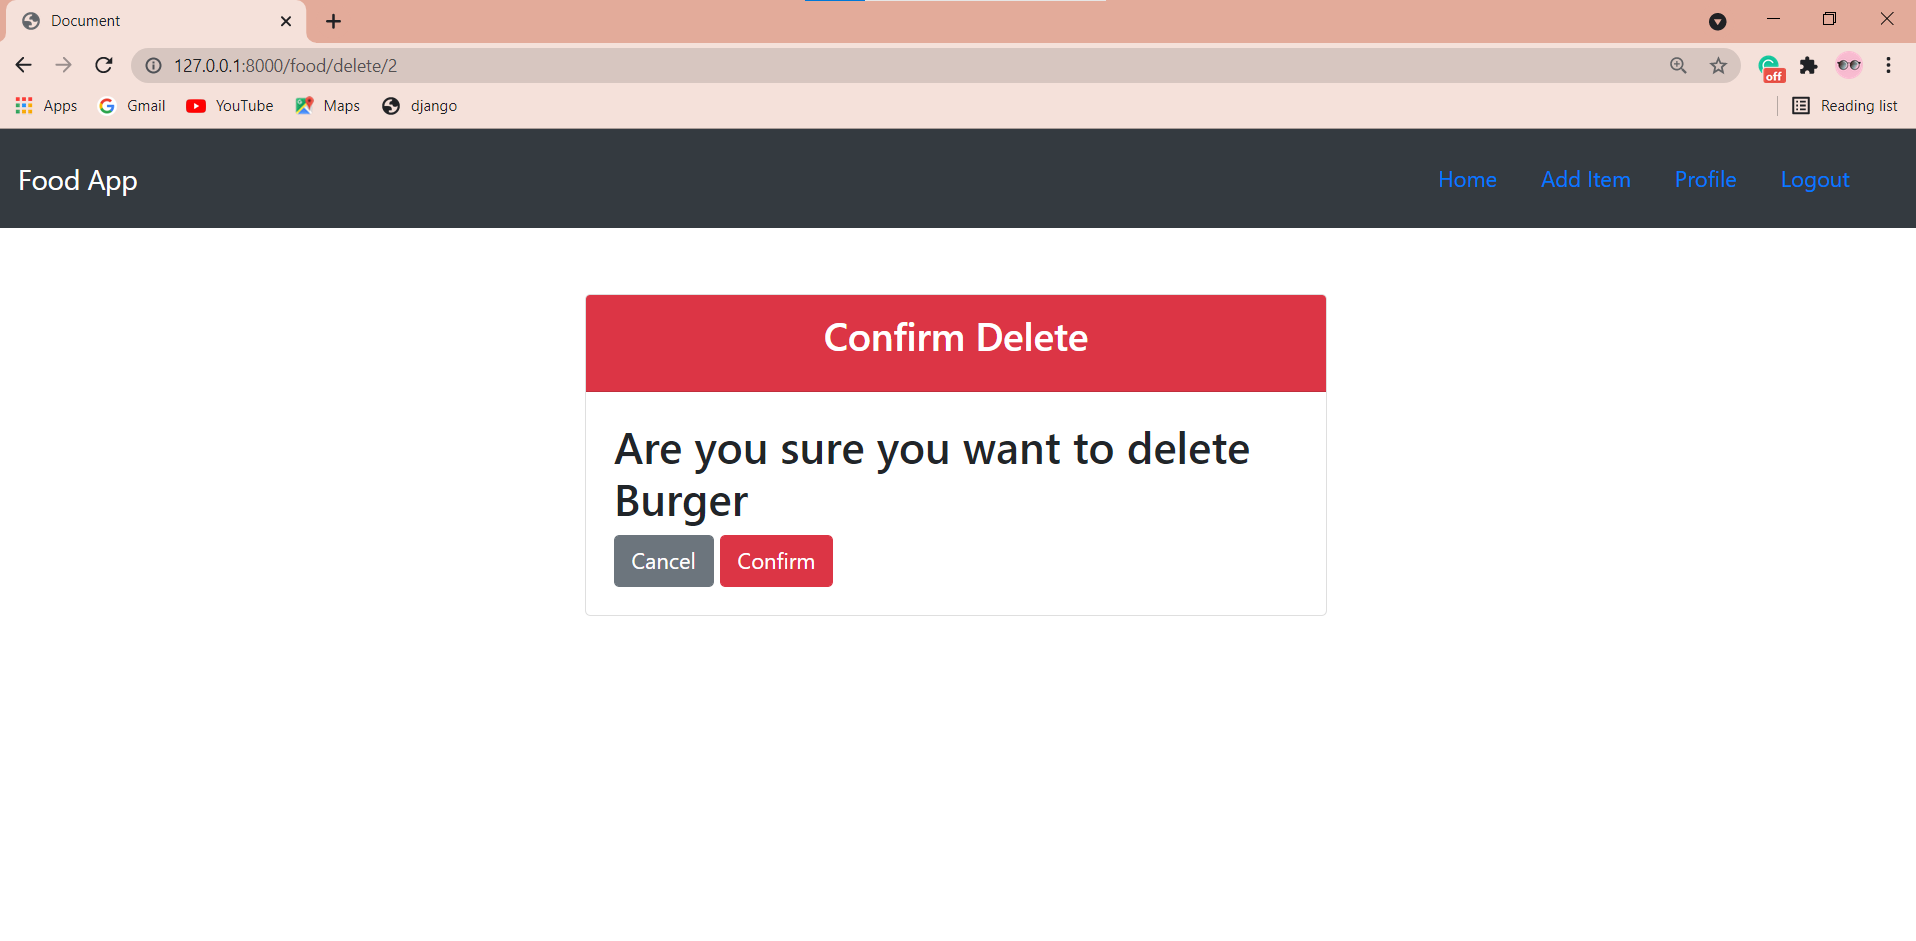 Document
127.0.0.1:8000/food/delete/2
off
Apps Gmail YouTube Maps django Reading list
Food App Home Add Item Profile Logout
Confirm Delete
Are you sure you want to delete
Burger
Cancel Confirm